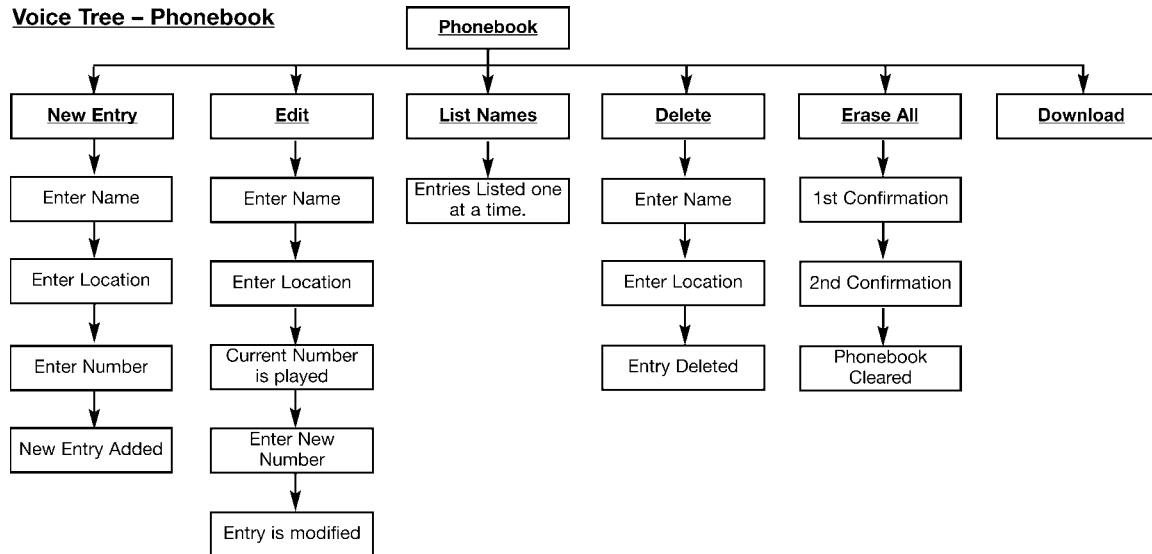 Voice Tree – Phonebook
Phonebook
New Entry
Edit
List Names
Delete
Erase All
Download
Enter Name
Enter Name
Entries Listed one
at a time.
Enter Name
1st Confirmation
Enter Location
Enter Location
Enter Location
2nd Confirmation
Enter Number
Current Number
is played
Entry Deleted
Phonebook
Cleared
New Entry Added
Enter New
Number
Entry is modified